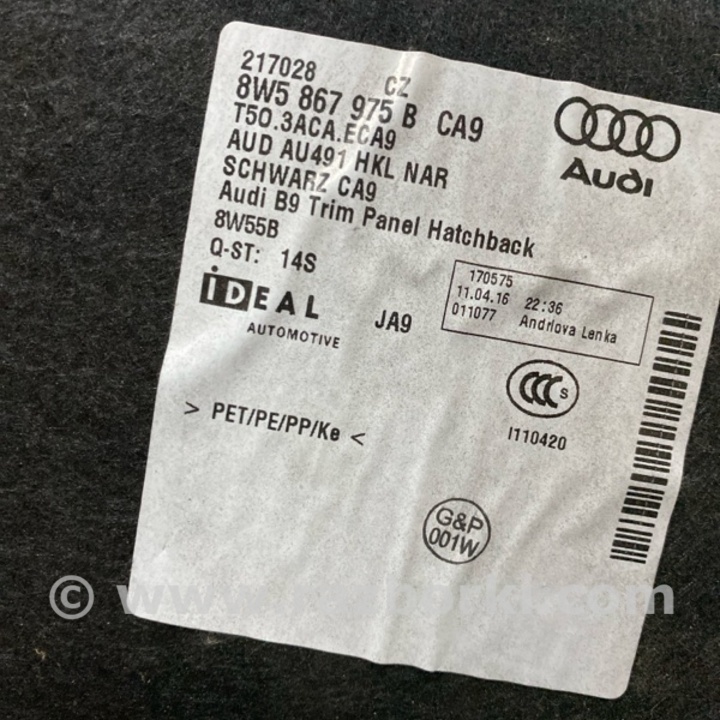 217028 CZ
8W5 867 975 B CA9
T50.3ACA.ECA9
AUD AU491 HKL NAR
SCHWARZ CA9
Audi B9 Trim Panel Hatchback
8W55B
Q-ST: 14S
Audi
iDEAL
AUTOMOTIVE
JA9
170575
11.04.16 22:36
011077 Andrlova Lenka
CCC S
I110420
> PET/PE/PP/Ke <
G&P
001W